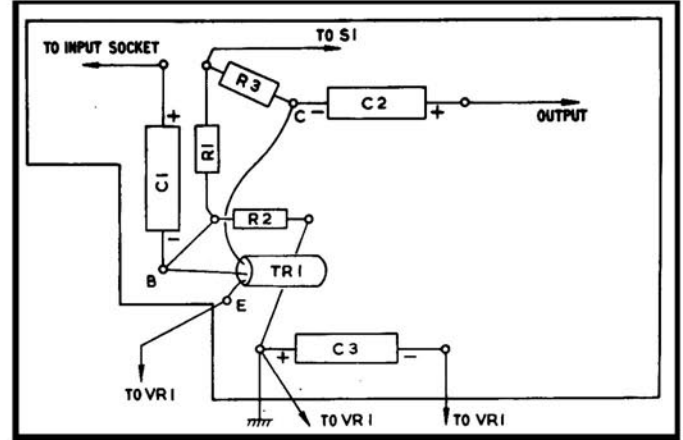 TO INPUT SOCKET
TO S1
R3
C
-
C2
+
OUTPUT
+
C1
-
R1
R2
B
TR1
E
TO VR1
+
C3
-
TO VR1
TO VR1